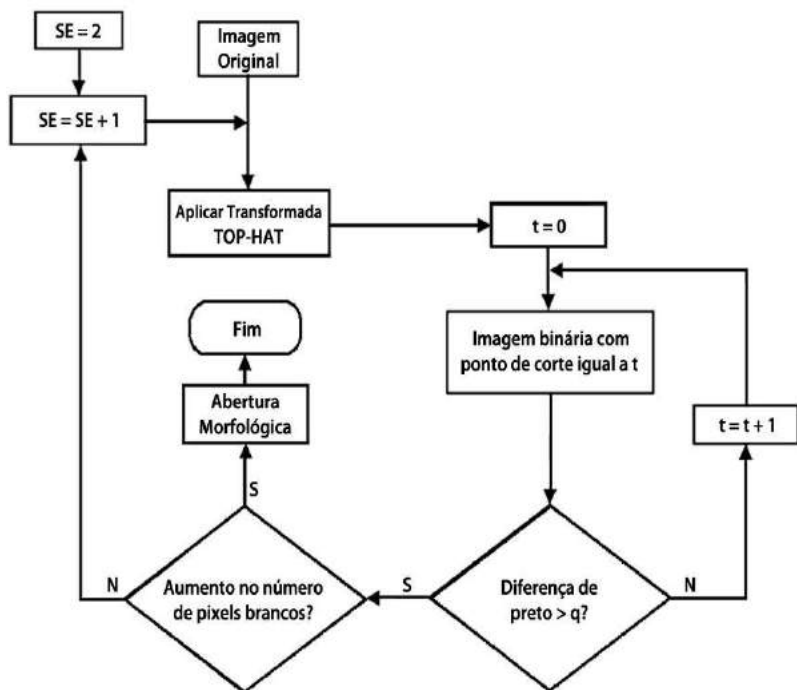 SE = 2
Imagem
Original
SE = SE + 1
Aplicar Transformada
TOP-HAT
t = 0
Fim
Imagem binária com
ponto de corte igual a t
Abertura
Morfológica
t = t + 1
S
N
Aumento no número
de pixels brancos?
S
Diferença de
preto > q?
N